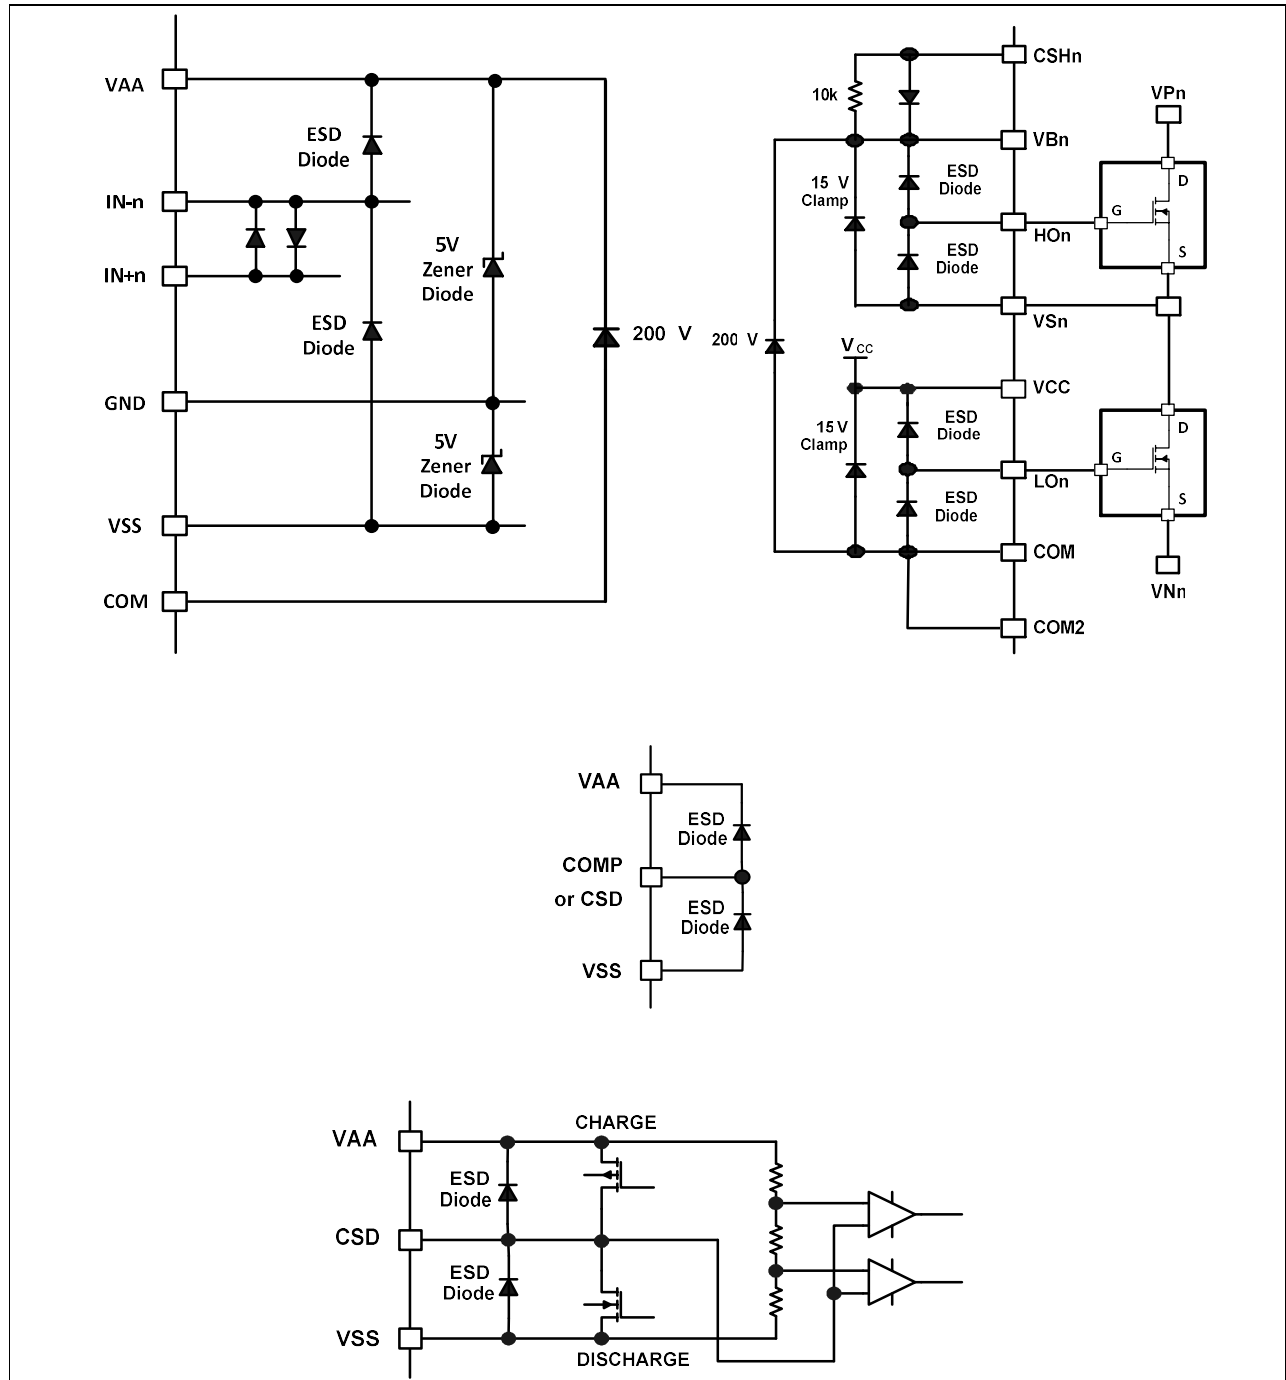 VAA
ESD
Diode
IN-n
IN+n
5V
Zener
Diode
ESD
Diode
200 V
GND
5V
Zener
Diode
VSS
COM
CSHn
10k
VPn
VBn
15 V
Clamp
ESD
Diode
D
G
HOn
ESD
Diode
S
VSn
200 V
VCC
VCC
15V
Clamp
ESD
Diode
D
G
LOn
ESD
Diode
S
COM
VNn
COM2
VAA
ESD
Diode
COMP
or CSD
ESD
Diode
VSS
CHARGE
VAA
ESD
Diode
CSD
ESD
Diode
VSS
DISCHARGE